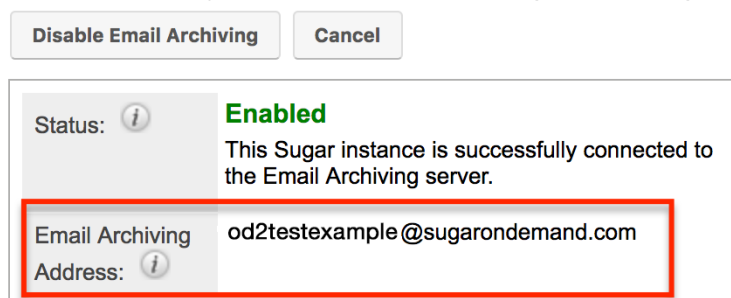 Disable Email Archiving
Cancel
Status:
Enabled
This Sugar instance is successfully connected to
the Email Archiving server.
Email Archiving
Address:
od2testexample@sugarondemand.com